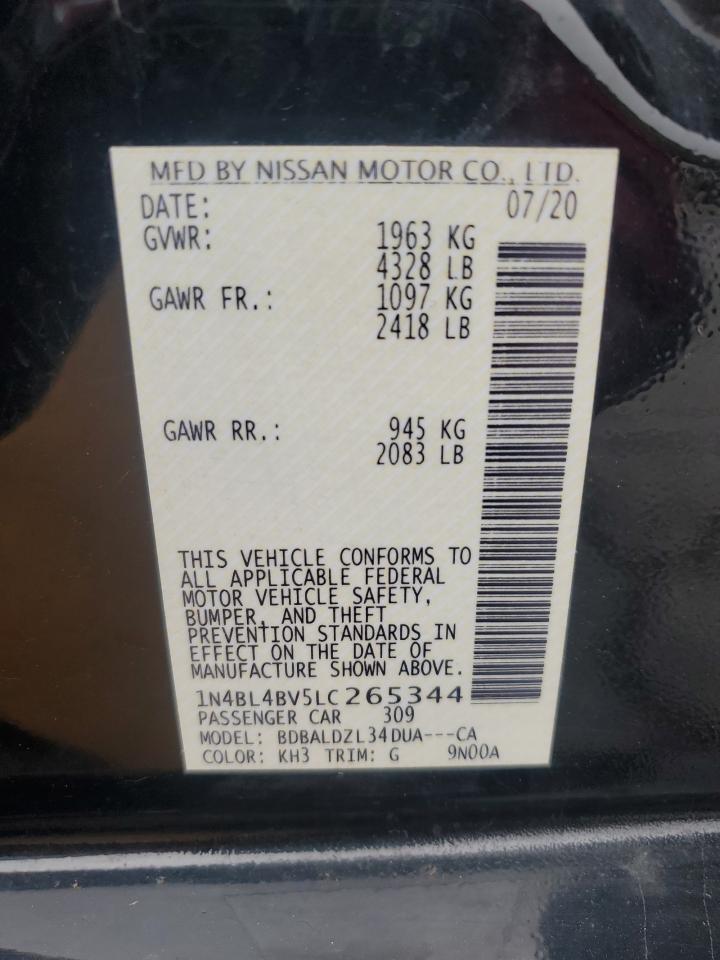 MFD BY NISSAN MOTOR CO., LTD.
DATE: 07/20
GVWR: 1963 KG
4328 LB
GAWR FR.: 1097 KG
2418 LB
GAWR RR.: 945 KG
2083 LB
THIS VEHICLE CONFORMS TO
ALL APPLICABLE FEDERAL
MOTOR VEHICLE SAFETY,
BUMPER, AND THEFT
PREVENTION STANDARDS IN
EFFECT ON THE DATE OF
MANUFACTURE SHOWN ABOVE.
1N4BL4BV5LC265344
PASSENGER CAR 309
MODEL: BDBALDZL34DUA---CA
COLOR: KH3 TRIM: G 9N00A